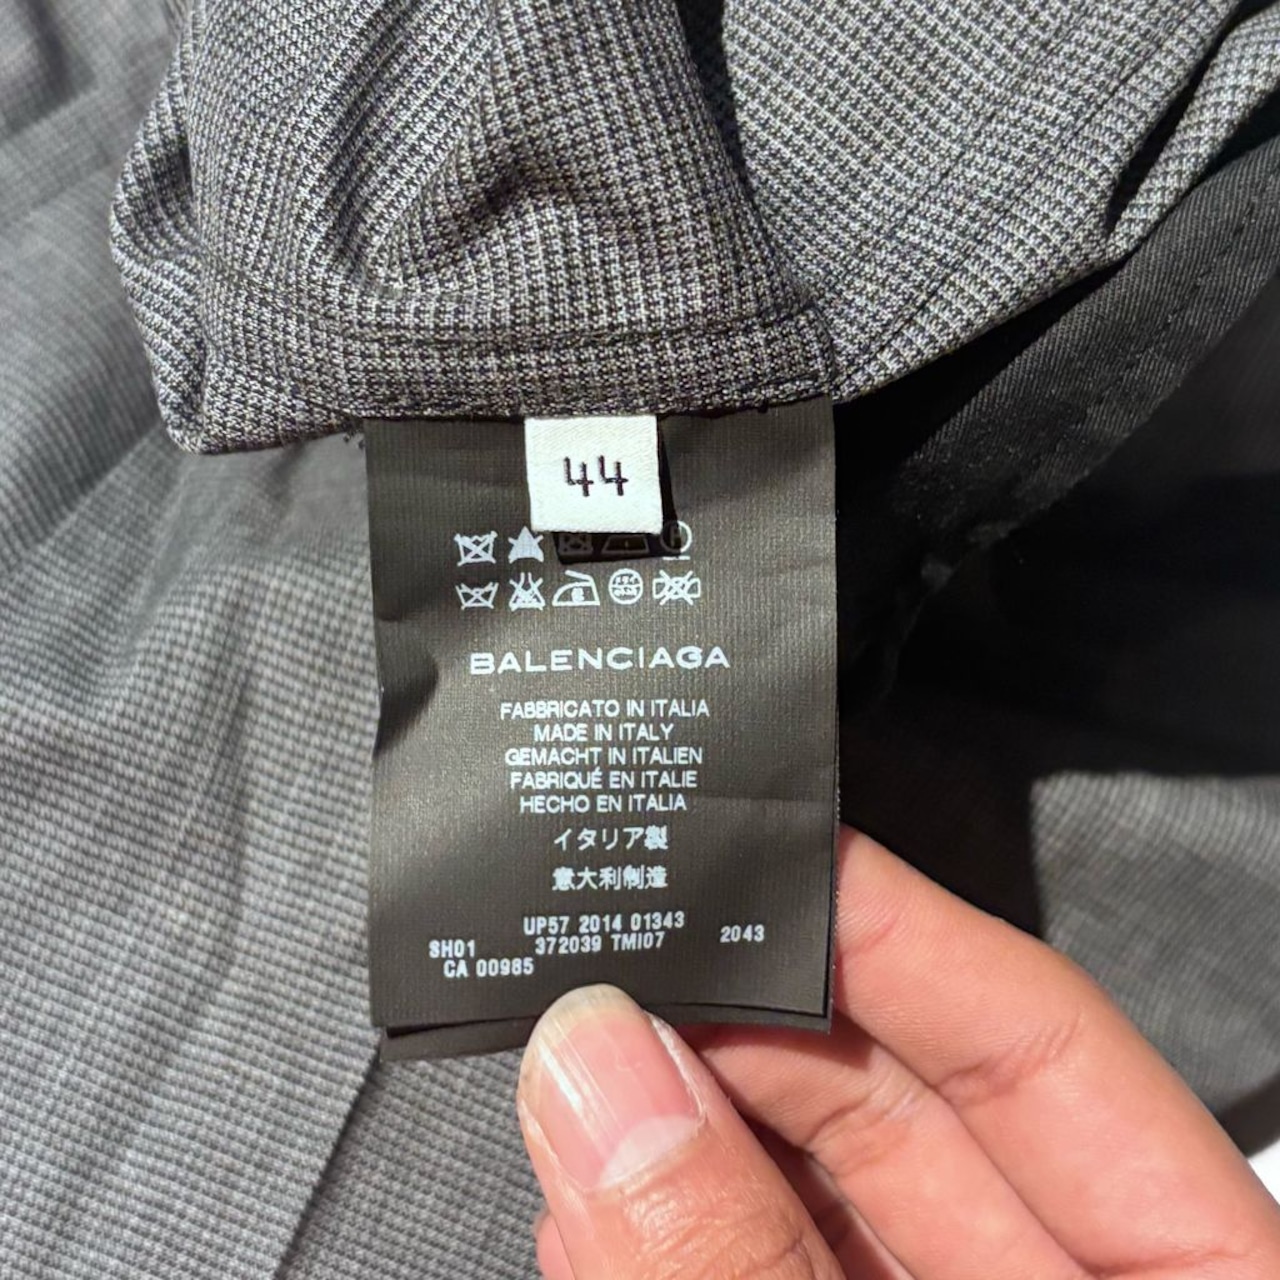 44
BALENCIAGA
FABBRICATO IN ITALIA
MADE IN ITALY
GEMACHT IN ITALIEN
FABRIQUÉ EN ITALIE
HECHO EN ITALIA
イタリア製
意大利制造
UP57 2014 01343
SH01 372039 TMI07 2043
CA 00985